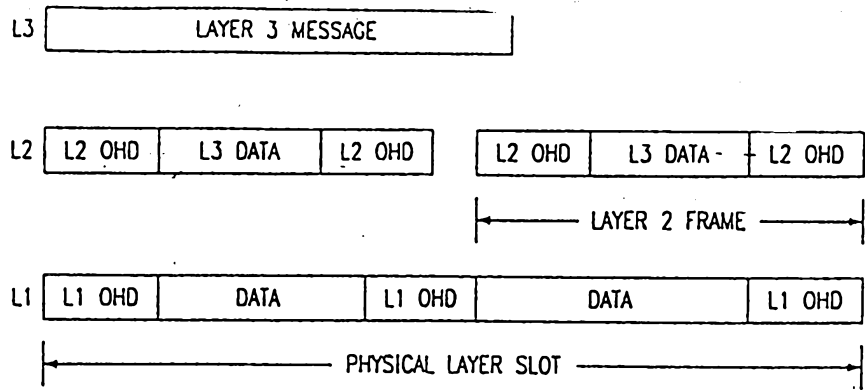 L3 LAYER 3 MESSAGE
L2 L2 OHD L3 DATA L2 OHD L2 OHD L3 DATA L2 OHD
LAYER 2 FRAME
L1 L1 OHD DATA L1 OHD DATA L1 OHD
PHYSICAL LAYER SLOT